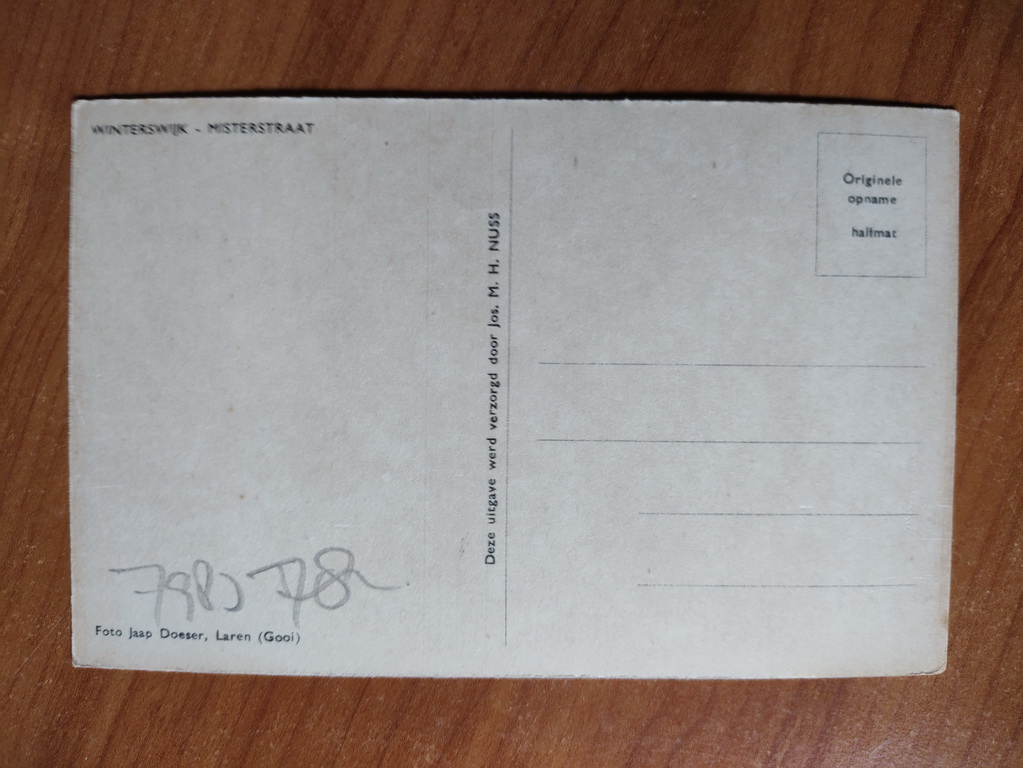 WINTERSWIJK - MISTERSTRAAT
Foto Jaap Doeser, Laren (Gooi)
Deze uitgave werd verzorgd door Jos. M. H. NUSS
Originele
opname
halfmat